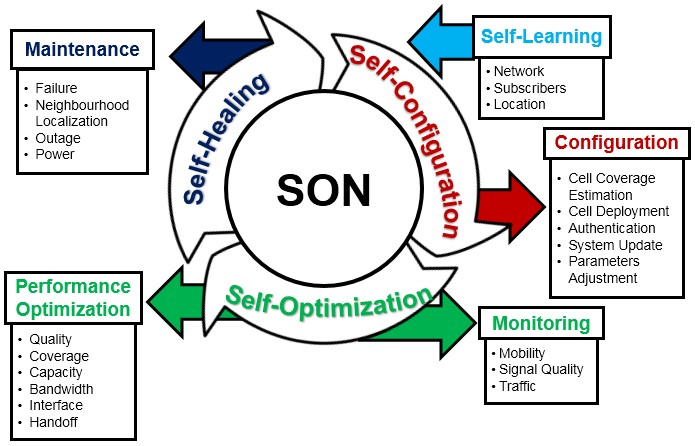 Maintenance
• Failure
• Neighbourhood
Localization
• Outage
• Power
Self-Healing
Self-Configuration
Self-Learning
• Network
• Subscribers
• Location
SON
Configuration
• Cell Coverage
Estimation
• Cell Deployment
• Authentication
• System Update
• Parameters
Adjustment
Performance
Optimization
• Quality
• Coverage
• Capacity
• Bandwidth
• Interface
• Handoff
Self-Optimization
Monitoring
• Mobility
• Signal Quality
• Traffic